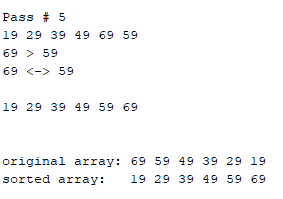 Pass # 5
19 29 39 49 69 59
69 > 59
69 <-> 59
19 29 39 49 59 69
original array: 69 59 49 39 29 19
sorted array: 19 29 39 49 59 69